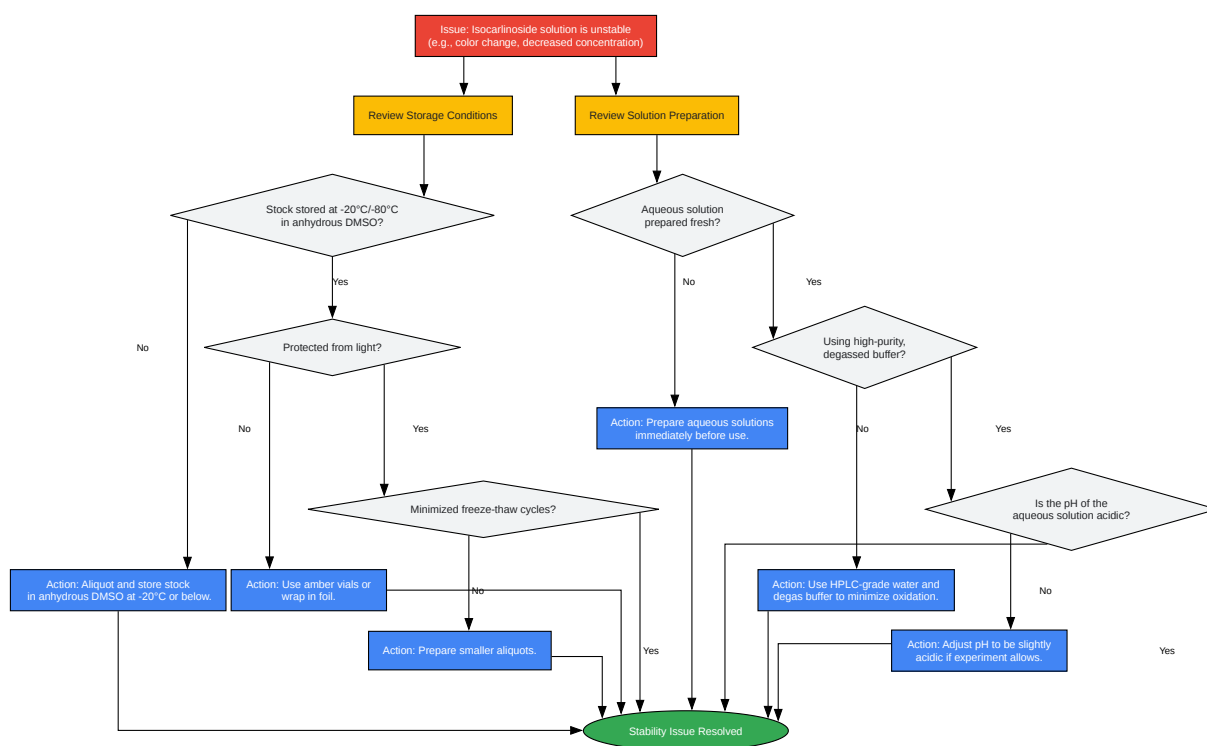 Issue: Isocarlinoside solution is unstable
(e.g., color change, decreased concentration)
Review Storage Conditions
Review Solution Preparation
Stock stored at -20°C/-80°C
in anhydrous DMSO?
Aqueous solution
prepared fresh?
Yes
No
Yes
No
Protected from light?
Using high-purity,
degassed buffer?
No
Yes
Action: Prepare aqueous solutions
immediately before use.
No
Yes
Minimized freeze-thaw cycles?
Is the pH of the
aqueous solution acidic?
Action: Aliquot and store stock
in anhydrous DMSO at -20°C or below.
Action: Use amber vials or
wrap in foil.
No
Action: Use HPLC-grade water and
degas buffer to minimize oxidation.
No
Action: Prepare smaller aliquots.
Yes
Action: Adjust pH to be slightly
acidic if experiment allows.
Yes
Stability Issue Resolved